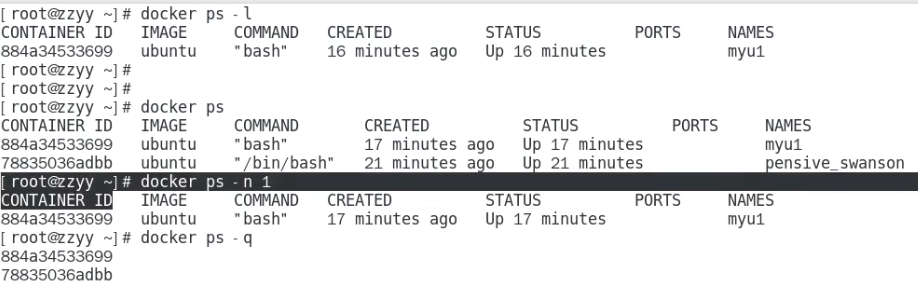 [root@zzyy ~]# docker ps -l
CONTAINER ID   IMAGE     COMMAND   CREATED          STATUS          PORTS     NAMES
884a34533699   ubuntu    "bash"    16 minutes ago   Up 16 minutes             myu1
[root@zzyy ~]#
[root@zzyy ~]#
[root@zzyy ~]# docker ps
CONTAINER ID   IMAGE     COMMAND       CREATED          STATUS          PORTS     NAMES
884a34533699   ubuntu    "bash"        17 minutes ago   Up 17 minutes             myu1
78835036adbb   ubuntu    "/bin/bash"   21 minutes ago   Up 21 minutes             pensive_swanson
[root@zzyy ~]# docker ps -n 1
CONTAINER ID   IMAGE     COMMAND   CREATED          STATUS          PORTS     NAMES
884a34533699   ubuntu    "bash"    17 minutes ago   Up 17 minutes             myu1
[root@zzyy ~]# docker ps -q
884a34533699
78835036adbb